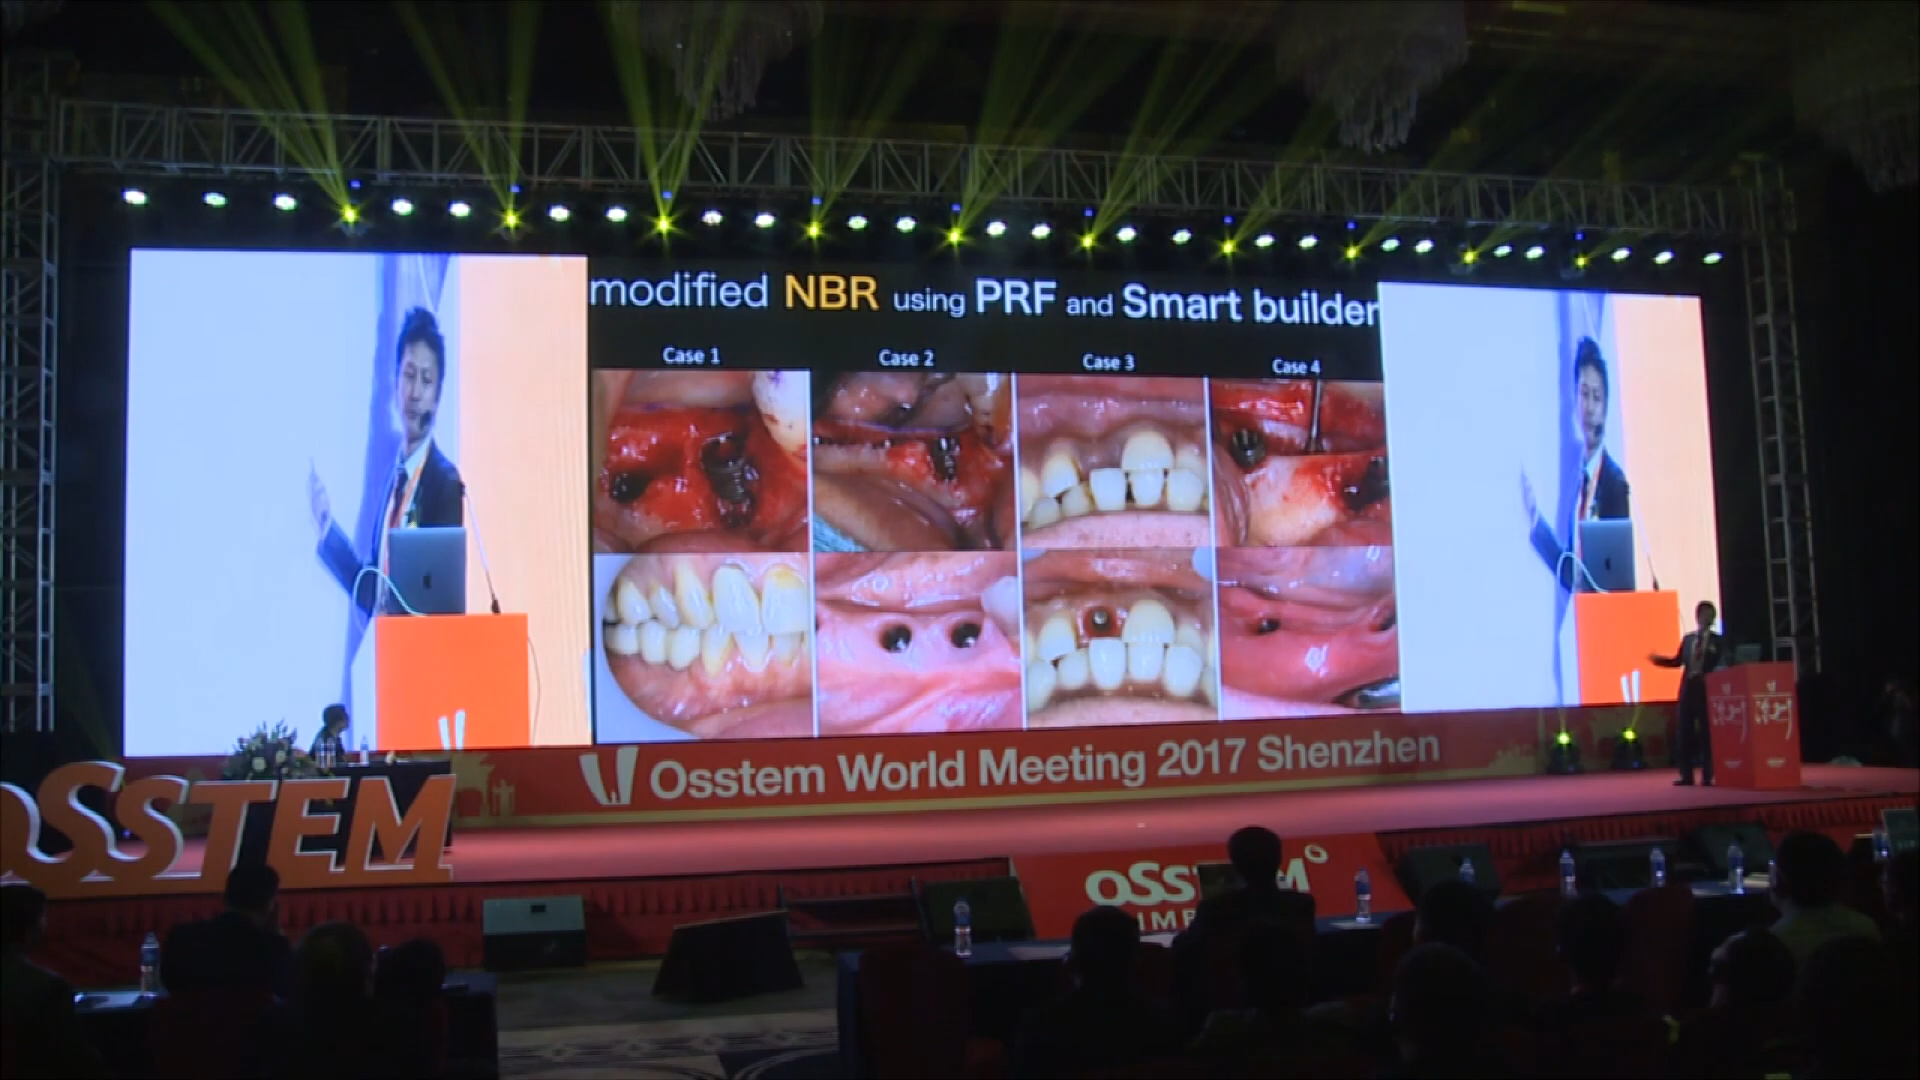 modified NBR using PRF and Smart builder
Case 1
Case 2
Case 3
Case 4
Osstem World Meeting 2017 Shenzhen
OSSTEM